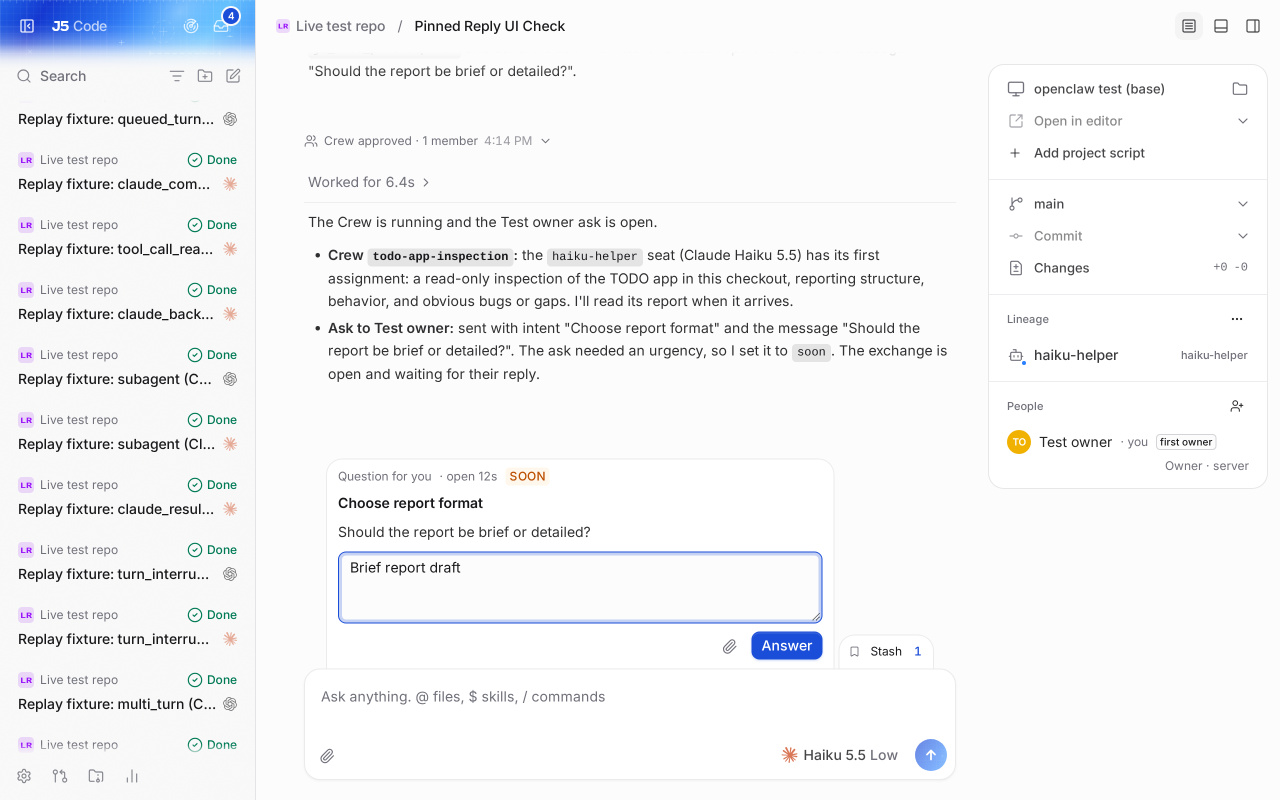 J5 Code
4
Search
Replay fixture: queued_turn...
LR Live test repo Done
Replay fixture: claude_com...
LR Live test repo Done
Replay fixture: tool_call_rea...
LR Live test repo Done
Replay fixture: claude_back...
LR Live test repo Done
Replay fixture: subagent (C...
LR Live test repo Done
Replay fixture: subagent (Cl...
LR Live test repo Done
Replay fixture: claude_resul...
LR Live test repo Done
Replay fixture: turn_interru...
LR Live test repo Done
Replay fixture: turn_interru...
LR Live test repo Done
Replay fixture: multi_turn (C...
LR Live test repo Done
LR Live test repo / Pinned Reply UI Check
"Should the report be brief or detailed?".
Crew approved · 1 member 4:14 PM
Worked for 6.4s
The Crew is running and the Test owner ask is open.
• Crew todo-app-inspection: the haiku-helper seat (Claude Haiku 5.5) has its first
assignment: a read-only inspection of the TODO app in this checkout, reporting structure,
behavior, and obvious bugs or gaps. I'll read its report when it arrives.
• Ask to Test owner: sent with intent "Choose report format" and the message "Should the
report be brief or detailed?". The ask needed an urgency, so I set it to soon. The exchange is
open and waiting for their reply.
Question for you · open 12s SOON
Choose report format
Should the report be brief or detailed?
Brief report draft
Answer
Stash 1
Ask anything. @ files, $ skills, / commands
Haiku 5.5 Low
openclaw test (base)
Open in editor
Add project script
main
Commit
Changes +0 -0
Lineage
haiku-helper haiku-helper
People
TO Test owner · you first owner
Owner · server